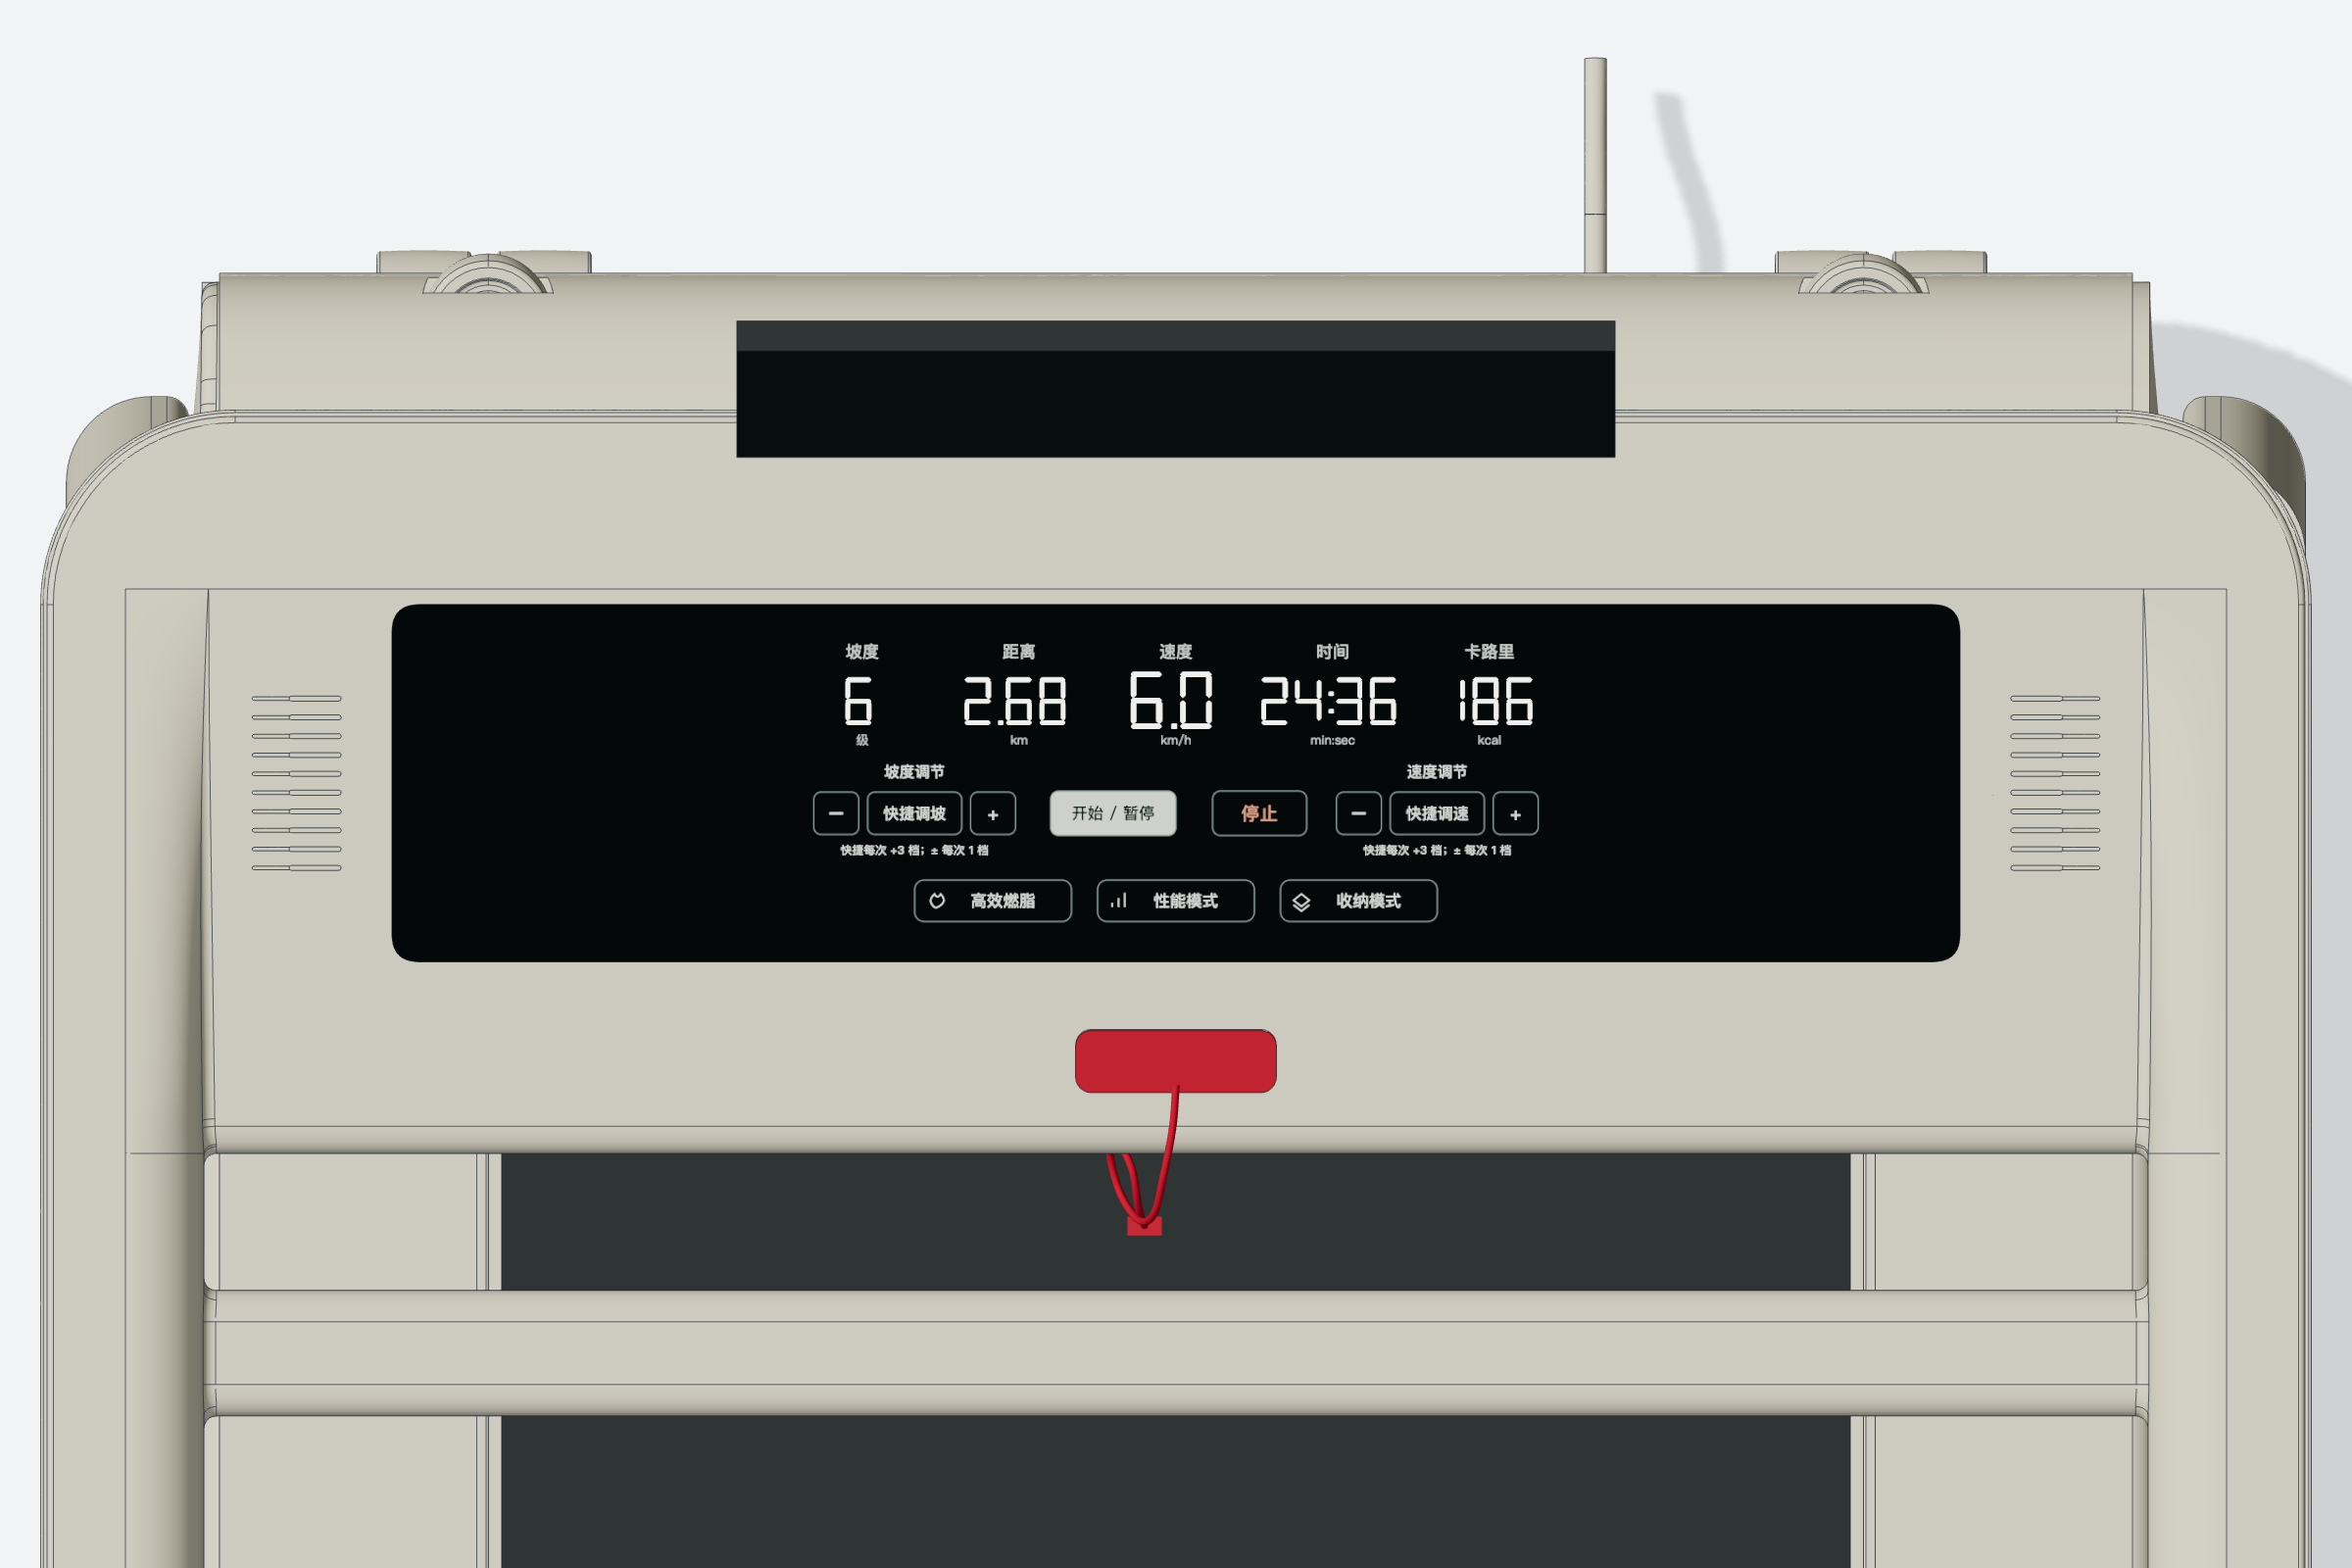 坡度 距离 速度 时间 卡路里
6 2.68 6.0 24:36 186
级 km km/h min:sec kcal
坡度调节 速度调节
− 快捷调坡 + 开始 / 暂停 停止 − 快捷调速 +
快捷每次 +3 档；± 每次 1 档 快捷每次 +3 档；± 每次 1 档
高效燃脂 性能模式 收纳模式